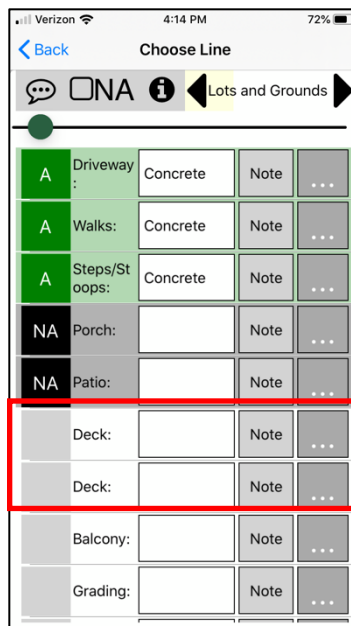 Verizon 4:14 PM 72%
Back Choose Line
NA Lots and Grounds
A Driveway
: Concrete Note ...
A Walks: Concrete Note ...
A Steps/St
oops: Concrete Note ...
NA Porch: Note ...
NA Patio: Note ...
Deck: Note ...
Deck: Note ...
Balcony: Note ...
Grading: Note ...